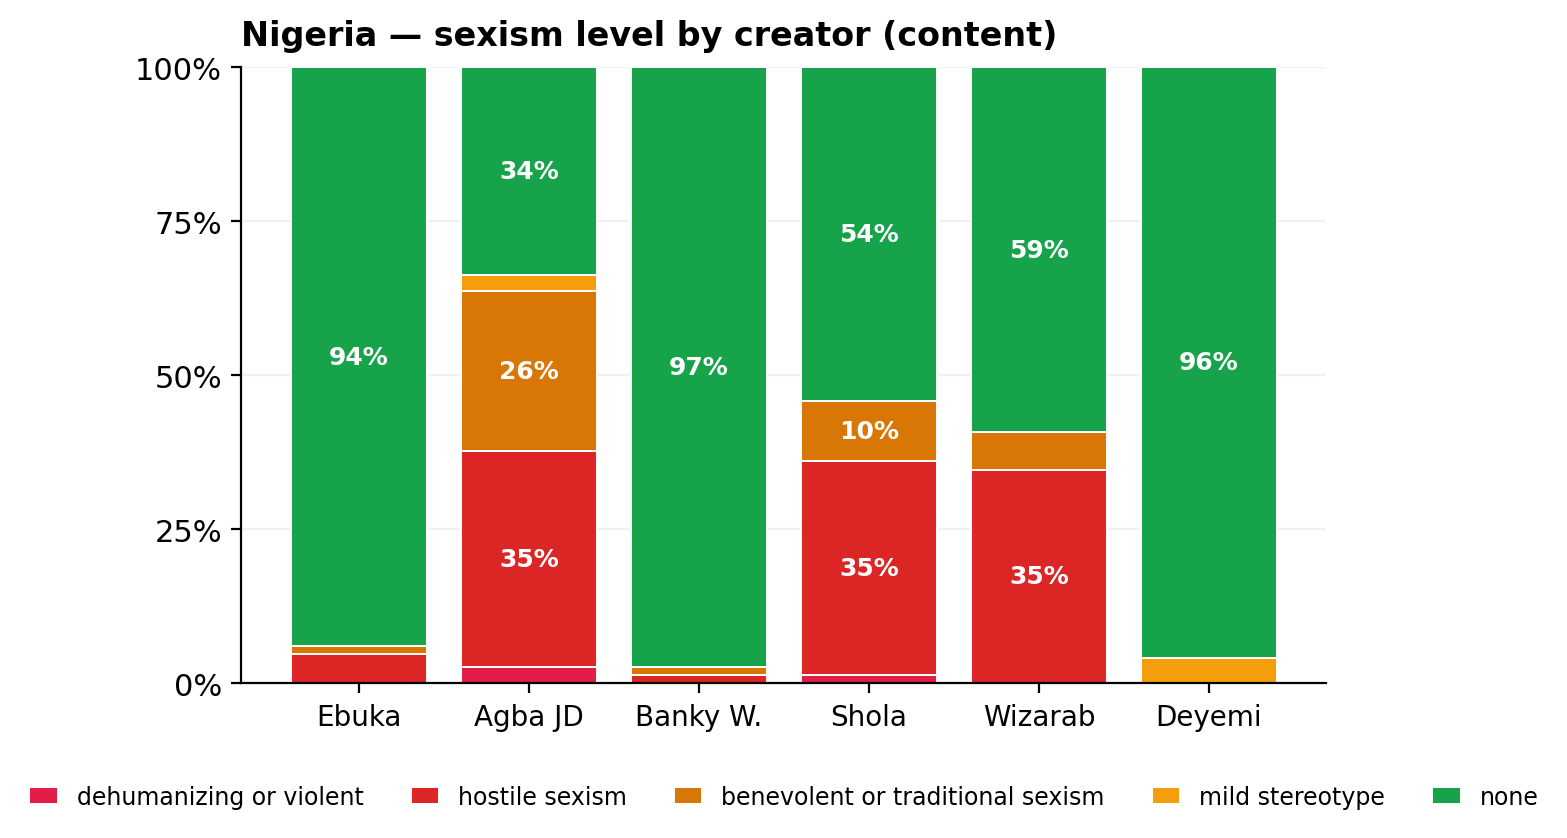 Nigeria — sexism level by creator (content)
100%
75%
50%
25%
0%
94%
34%
26%
35%
97%
54%
10%
35%
59%
35%
96%
Ebuka
Agba JD
Banky W.
Shola
Wizarab
Deyemi
dehumanizing or violent
hostile sexism
benevolent or traditional sexism
mild stereotype
none